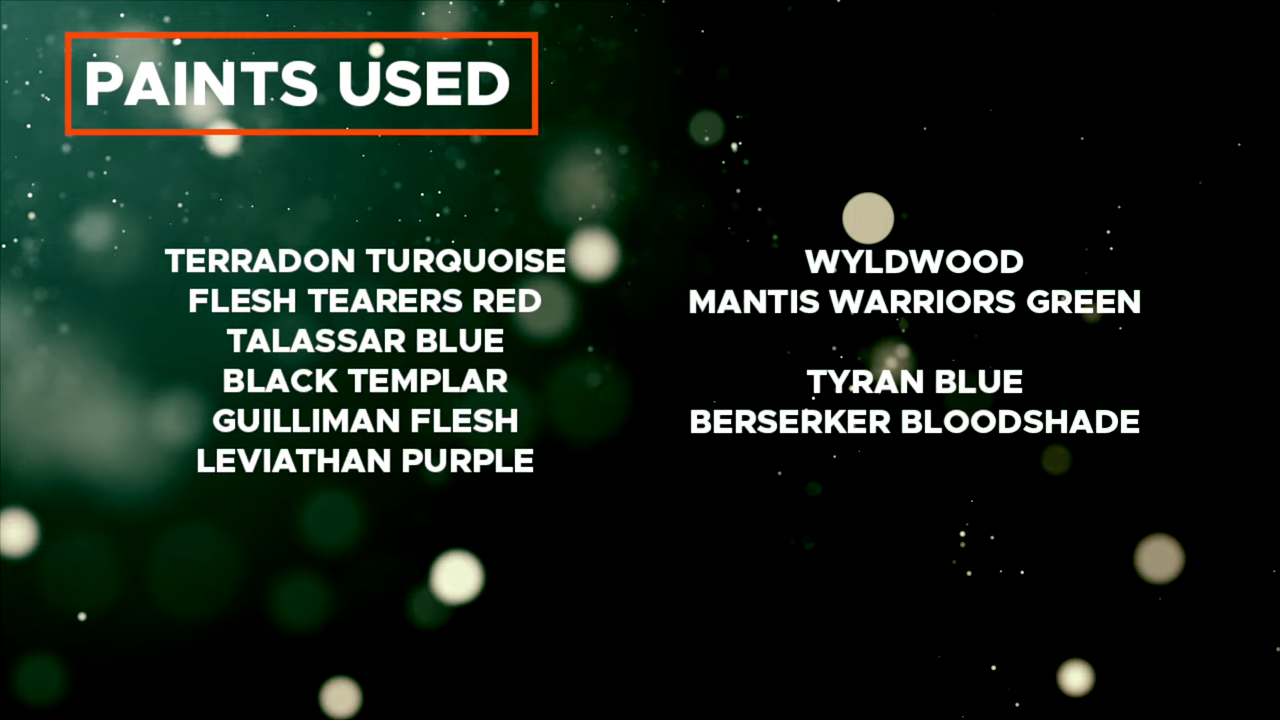 PAINTS USED
TERRADON TURQUOISE
FLESH TEARERS RED
TALASSAR BLUE
BLACK TEMPLAR
GUILLIMAN FLESH
LEVIATHAN PURPLE
WYLDWOOD
MANTIS WARRIORS GREEN
TYRAN BLUE
BERSERKER BLOODSHADE